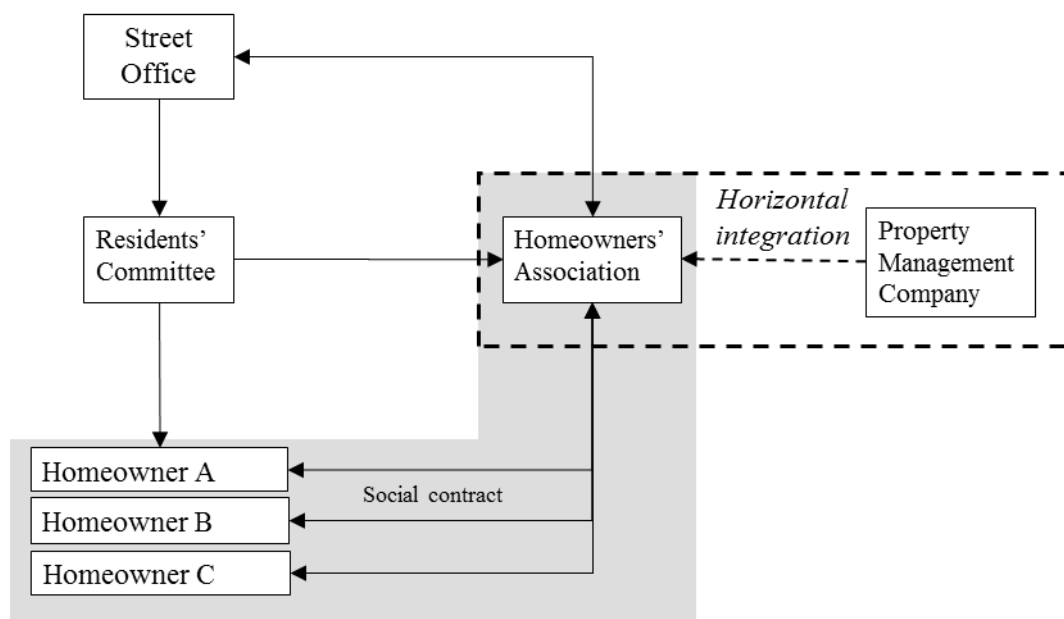 Street
Office
Horizontal
integration
Residents’
Committee
Homeowners’
Association
Property
Management
Company
Homeowner A
Social contract
Homeowner B
Homeowner C